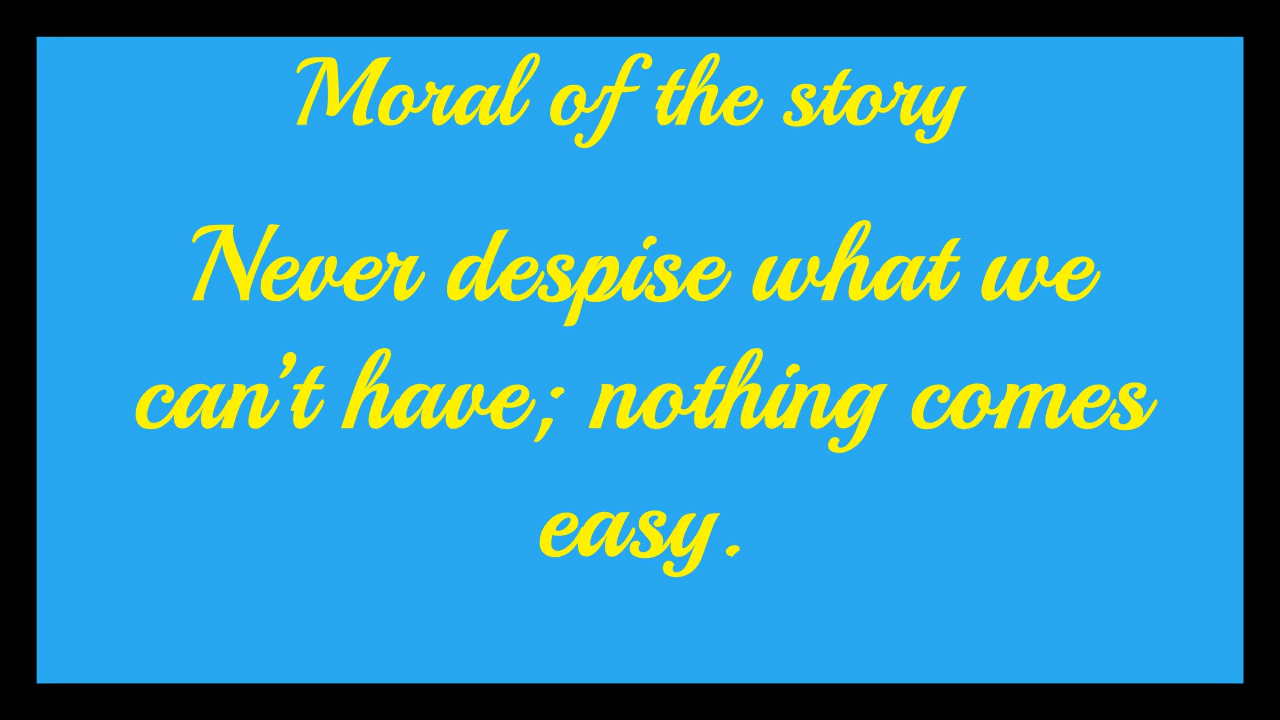 Moral of the story
Never despise what we
can’t have; nothing comes
easy.